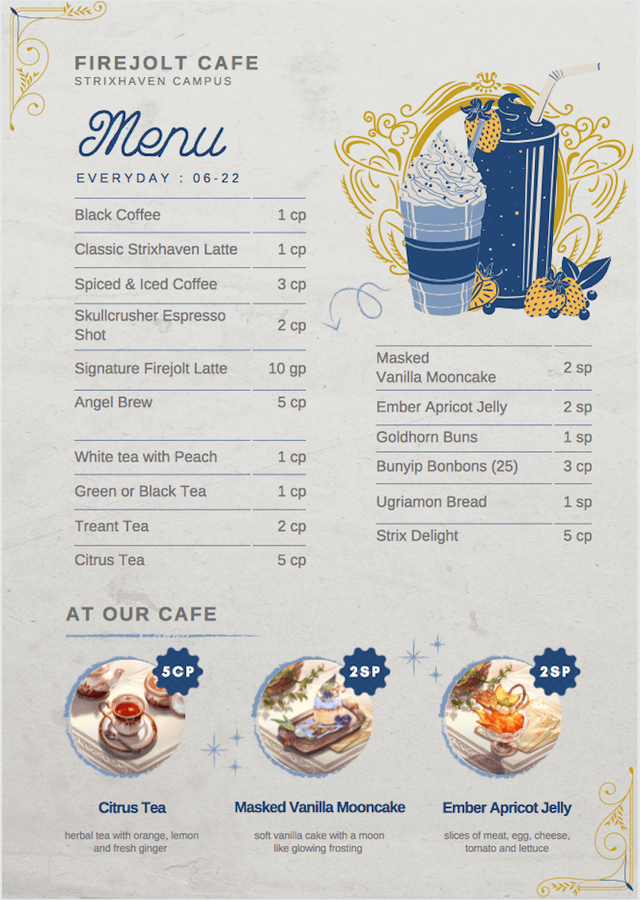 FIREJOLT CAFE
STRIXHAVEN CAMPUS
Menu
EVERYDAY : 06-22
Black Coffee 1 cp
Classic Strixhaven Latte 1 cp
Spiced & Iced Coffee 3 cp
Skullcrusher Espresso
Shot 2 cp
Signature Firejolt Latte 10 gp
Angel Brew 5 cp
White tea with Peach 1 cp
Green or Black Tea 1 cp
Treant Tea 2 cp
Citrus Tea 5 cp
Masked
Vanilla Mooncake 2 sp
Ember Apricot Jelly 2 sp
Goldhorn Buns 1 sp
Bunyip Bonbons (25) 3 cp
Ugriamon Bread 1 sp
Strix Delight 5 cp
AT OUR CAFE
5CP
2SP
2SP
Citrus Tea
herbal tea with orange, lemon
and fresh ginger
Masked Vanilla Mooncake
soft vanilla cake with a moon
like glowing frosting
Ember Apricot Jelly
slices of meat, egg, cheese,
tomato and lettuce